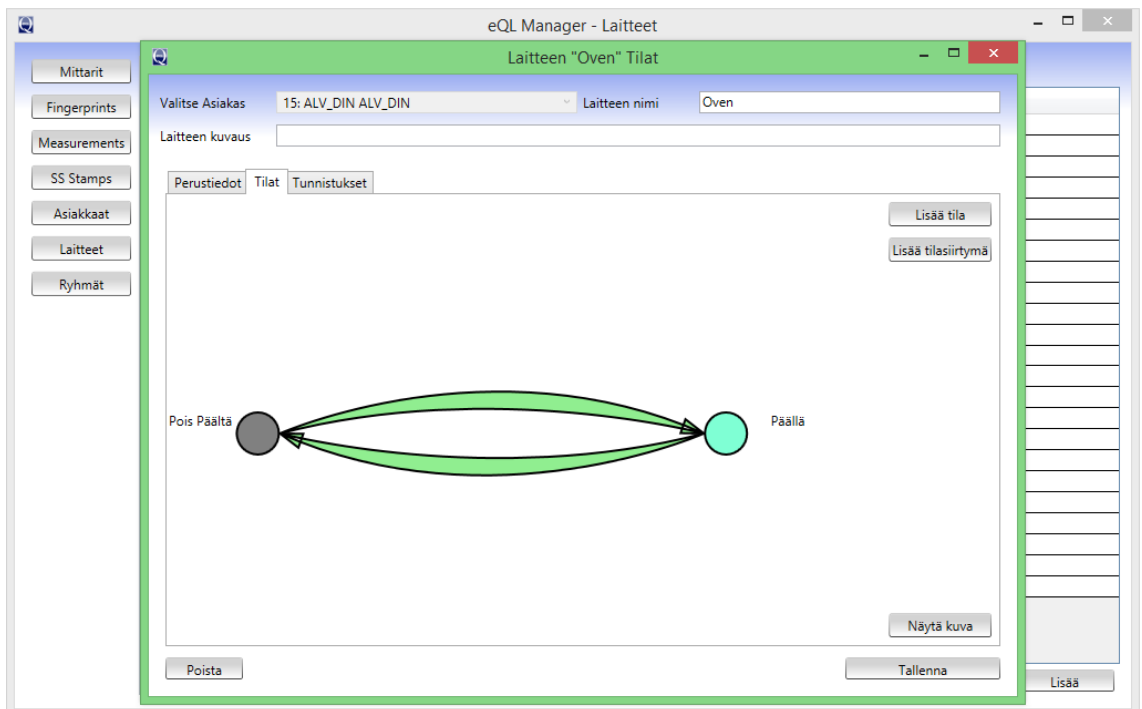 eQL Manager - Laitteet
Laitteen "Oven" Tilat
Mittarit
Fingerprints
Measurements
SS Stamps
Asiakkaat
Laitteet
Ryhmät
Valitse Asiakas 15: ALV_DIN ALV_DIN Laitteen nimi Oven
Laitteen kuvaus
Perustiedot Tilat Tunnistukset
Lisää tila
Lisää tilasiirtymä
Pois Päältä Päällä
Näytä kuva
Poista Tallenna
Lisää